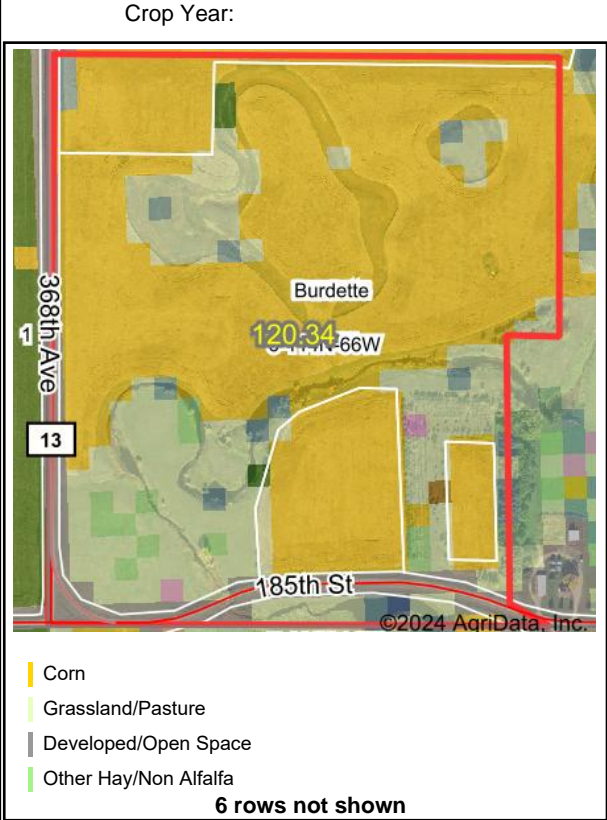 Crop Year:
368th Ave
Burdette
1
120.34
-66W
13
185th St
©2024 AgriData, Inc.
Corn
Grassland/Pasture
Developed/Open Space
Other Hay/Non Alfalfa
6 rows not shown